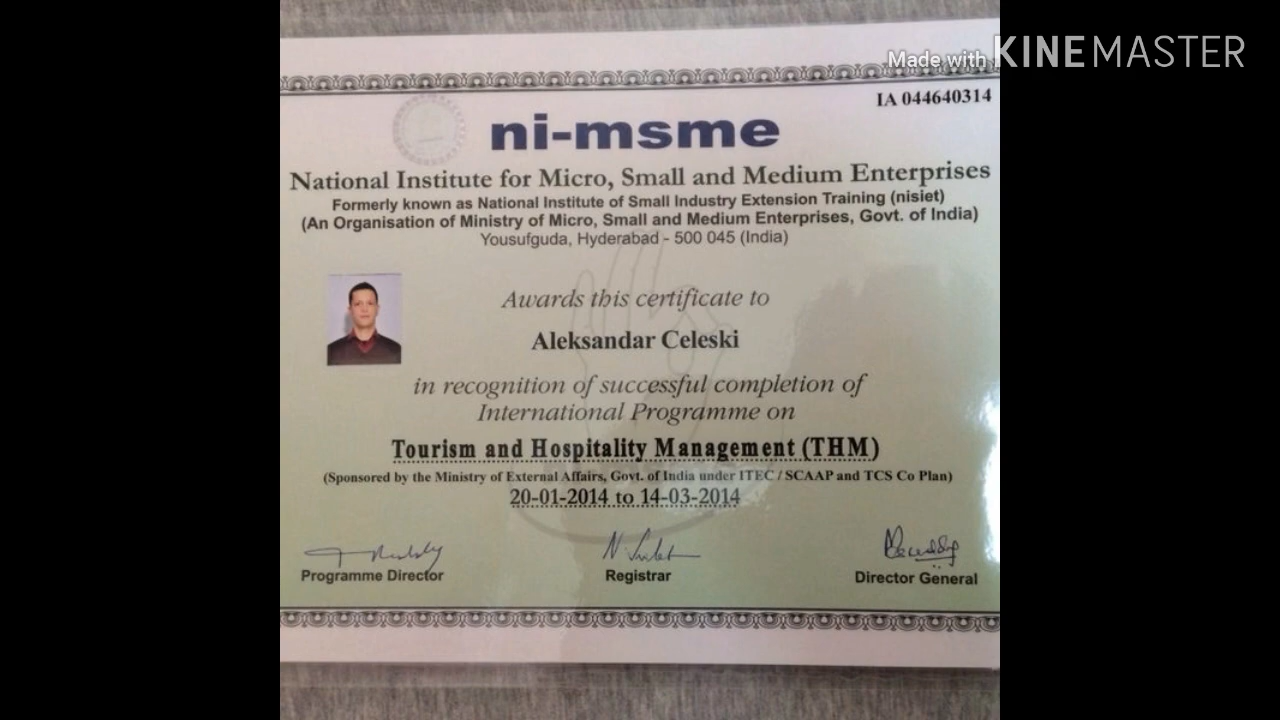 Made with KINEMASTER
IA 044640314
ni-msme
National Institute for Micro, Small and Medium Enterprises
Formerly known as National Institute of Small Industry Extension Training (nisiet)
(An Organisation of Ministry of Micro, Small and Medium Enterprises, Govt. of India)
Yousufguda, Hyderabad - 500 045 (India)
Awards this certificate to
Aleksandar Celeski
in recognition of successful completion of
International Programme on
Tourism and Hospitality Management (THM)
(Sponsored by the Ministry of External Affairs, Govt. of India under ITEC / SCAAP and TCS Co Plan)
20-01-2014 to 14-03-2014
Programme Director
Registrar
Director General